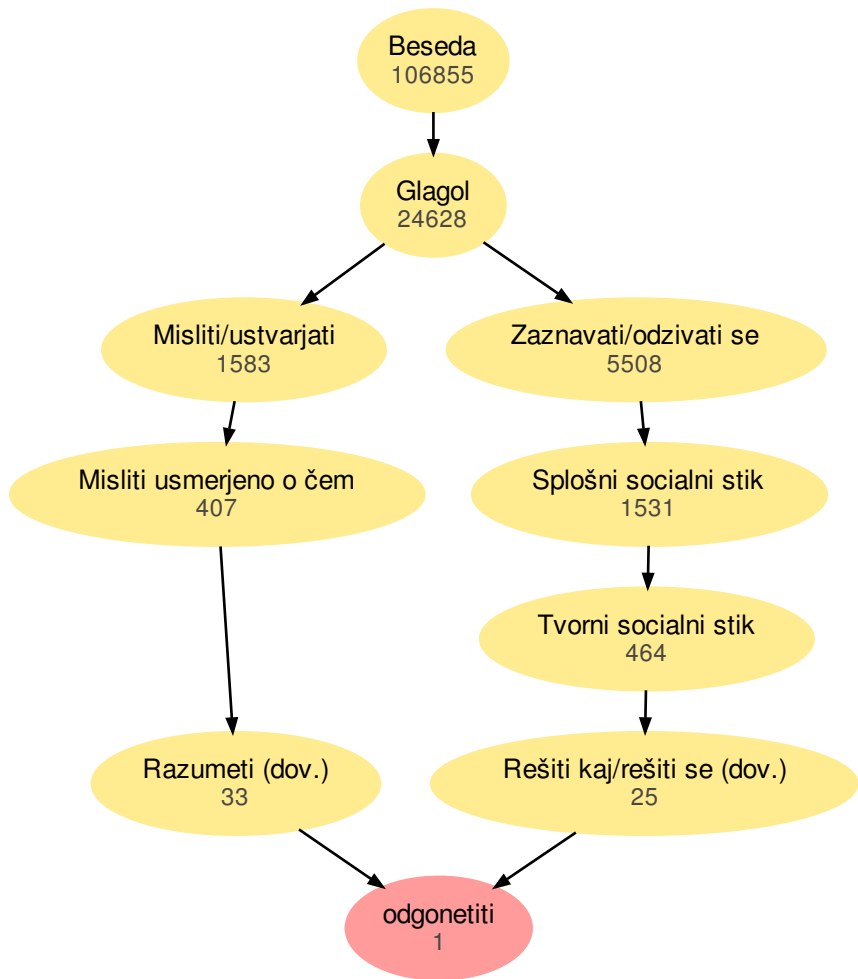 Beseda
106855
Glagol
24628
Misliti/ustvarjati
1583
Zaznavati/odzivati se
5508
Misliti usmerjeno o čem
407
Splošni socialni stik
1531
Tvorni socialni stik
464
Razumeti (dov.)
33
Rešiti kaj/rešiti se (dov.)
25
odgonetiti
1